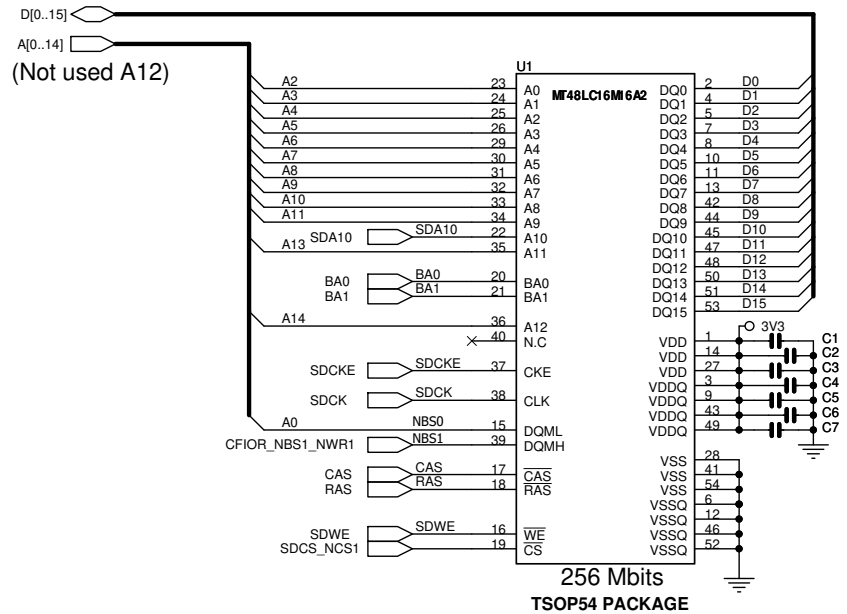 D[0..15]
A[0..14]
(Not used A12)
U1
MT48LC16M16A2
A2 23 A0 DQ0 2 D0
A3 24 A1 DQ1 4 D1
A4 25 A2 DQ2 5 D2
A5 26 A3 DQ3 7 D3
A6 29 A4 DQ4 8 D4
A7 30 A5 DQ5 10 D5
A8 31 A6 DQ6 11 D6
A9 32 A7 DQ7 13 D7
A10 33 A8 DQ8 42 D8
A11 34 A9 DQ9 44 D9
SDA10 SDA10 22 A10 DQ10 45 D10
A13 35 A11 DQ11 47 D11
DQ12 48 D12
BA0 BA0 20 BA0 DQ13 50 D13
BA1 BA1 21 BA1 DQ14 51 D14
DQ15 53 D15
A14 36 A12
3V3
40 N.C VDD 1 C1
VDD 14 C2
SDCKE SDCKE 37 CKE VDD 27 C3
VDDQ 3 C4
SDCK SDCK 38 CLK VDDQ 9 C5
VDDQ 43 C6
A0 NBS0 15 DQML VDDQ 49 C7
CFIOR_NBS1_NWR1 NBS1 39 DQMH
VSS 28
CAS CAS 17 CAS VSS 41
RAS RAS 18 RAS VSS 54
VSSQ 6
VSSQ 12
SDWE SDWE 16 WE VSSQ 46
SDCS_NCS1 19 CS VSSQ 52
256 Mbits
TSOP54 PACKAGE